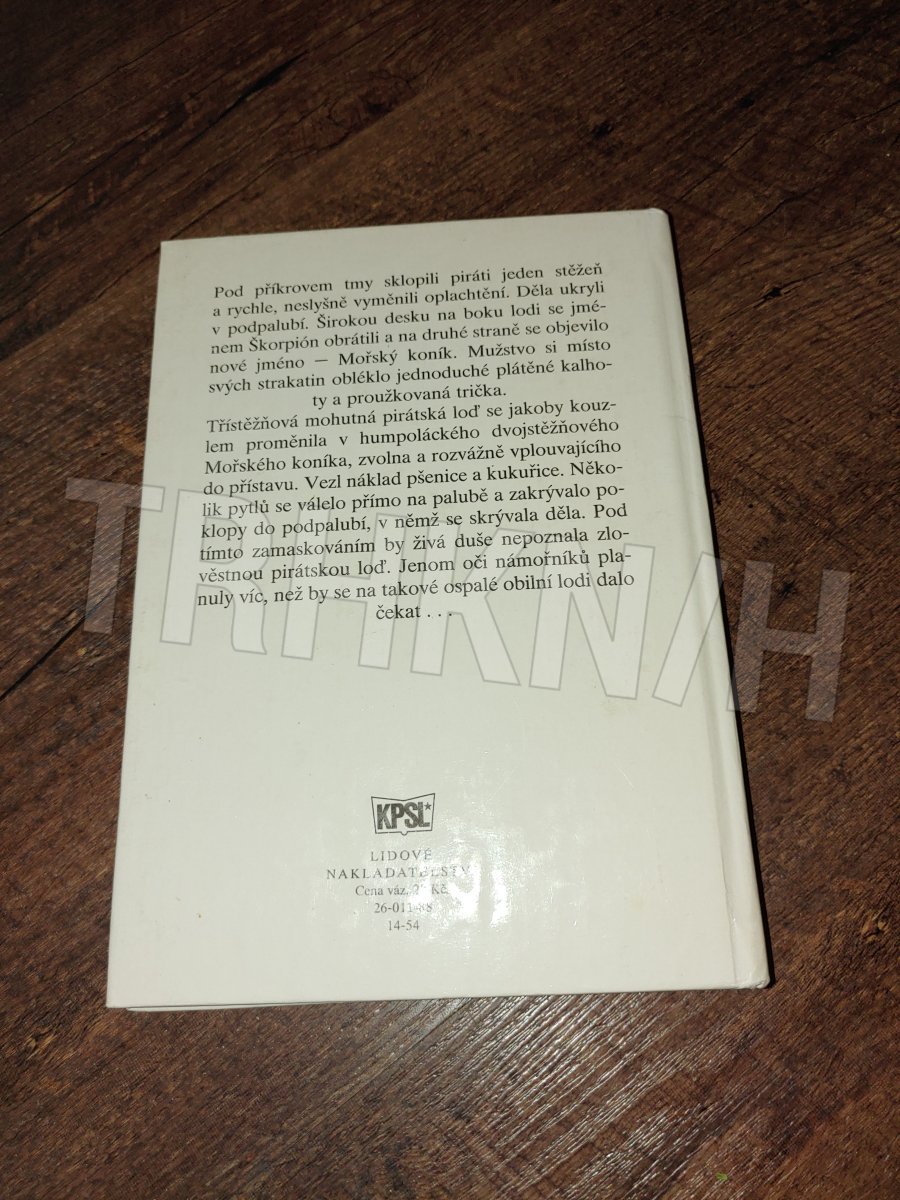 Pod příkrovem tmy sklopili piráti jeden stěžeň
a rychle, neslyšně vyměnili oplachtění. Děla ukryli
v podpalubí. Širokou desku na boku lodi se jmé-
nem Škorpión obrátili a na druhé straně se objevilo
nové jméno — Mořský koník. Mužstvo si místo
svých strakatin obléklo jednoduché plátěné kalho-
ty a proužkovaná trička.
Třístěžňová mohutná pirátská loď se jakoby kouz-
lem proměnila v humpoláckého dvojstěžňového
Mořského koníka, zvolna a rozvážně vplouvajícího
do přístavu. Vezl náklad pšenice a kukuřice. Něko-
lik pytlů se válelo přímo na palubě a zakrývalo po-
klopy do podpalubí, v němž se skrývala děla. Pod
tímto zamaskováním by živá duše nepoznala zlo-
věstnou pirátskou loď. Jenom oči námořníků pla-
nuly víc, než by se na takové ospalé obilní lodi dalo
čekat . . .
TRHKNIH
KPSL*
LIDOVÉ
NAKLADATELSTVÍ
Cena váz. Kčs
26-011-88
14-54